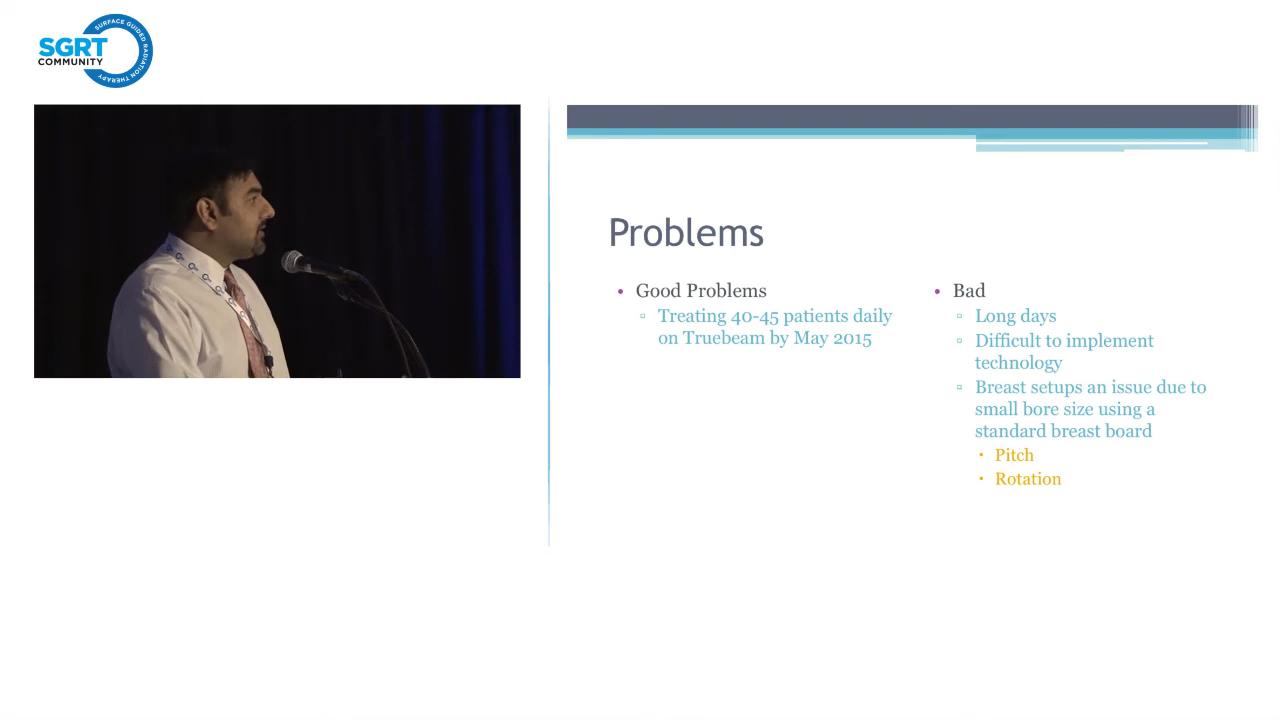 SURFACE GUIDED RADIATION THERAPY
SGRT
COMMUNITY
Problems
• Good Problems
▫ Treating 40-45 patients daily
on Truebeam by May 2015
• Bad
▫ Long days
▫ Difficult to implement
technology
▫ Breast setups an issue due to
small bore size using a
standard breast board
▪ Pitch
▪ Rotation